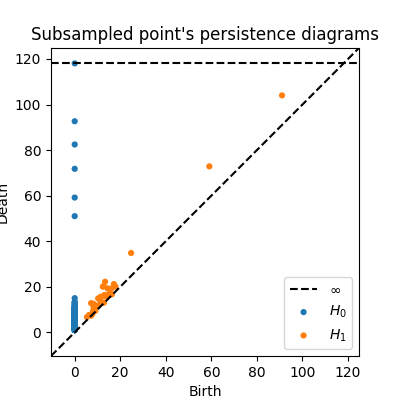 Subsampled point's persistence diagrams
120
100
80
60
40
20
0
Death
∞
H₀
H₁
0 20 40 60 80 100 120
Birth